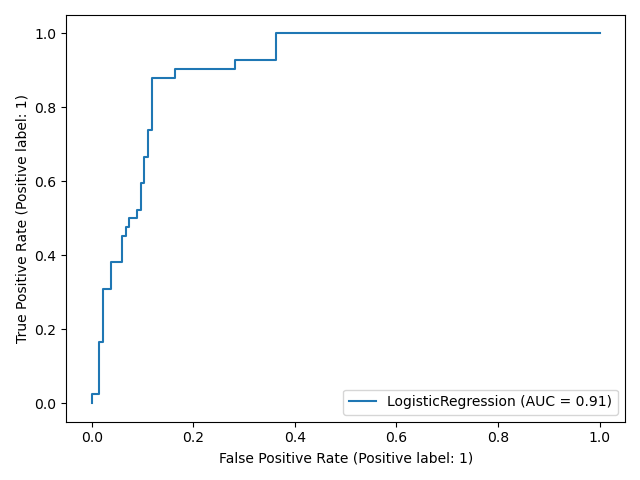 1.0
0.8
0.6
0.4
0.2
0.0
True Positive Rate (Positive label: 1)
LogisticRegression (AUC = 0.91)
0.0 0.2 0.4 0.6 0.8 1.0
False Positive Rate (Positive label: 1)